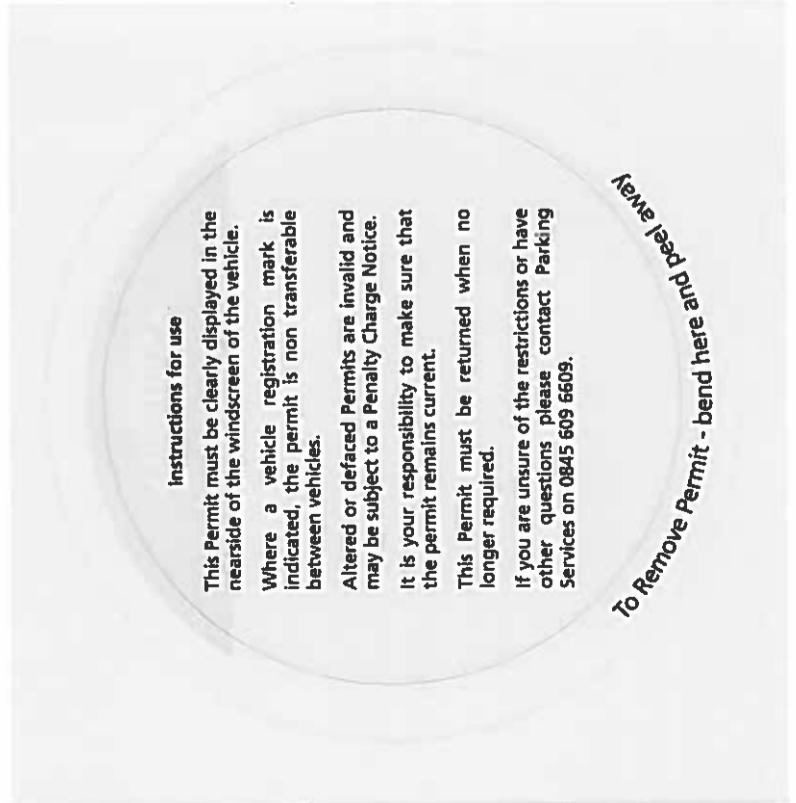 Instructions for use
This Permit must be clearly displayed in the
nearside of the windscreen of the vehicle.
Where a vehicle registration mark is
indicated, the permit is non transferable
between vehicles.
Altered or defaced Permits are invalid and
may be subject to a Penalty Charge Notice.
It is your responsibility to make sure that
the permit remains current.
This Permit must be returned when no
longer required.
If you are unsure of the restrictions or have
other questions please contact Parking
Services on 0845 609 6609.
To Remove Permit - bend here and peel away